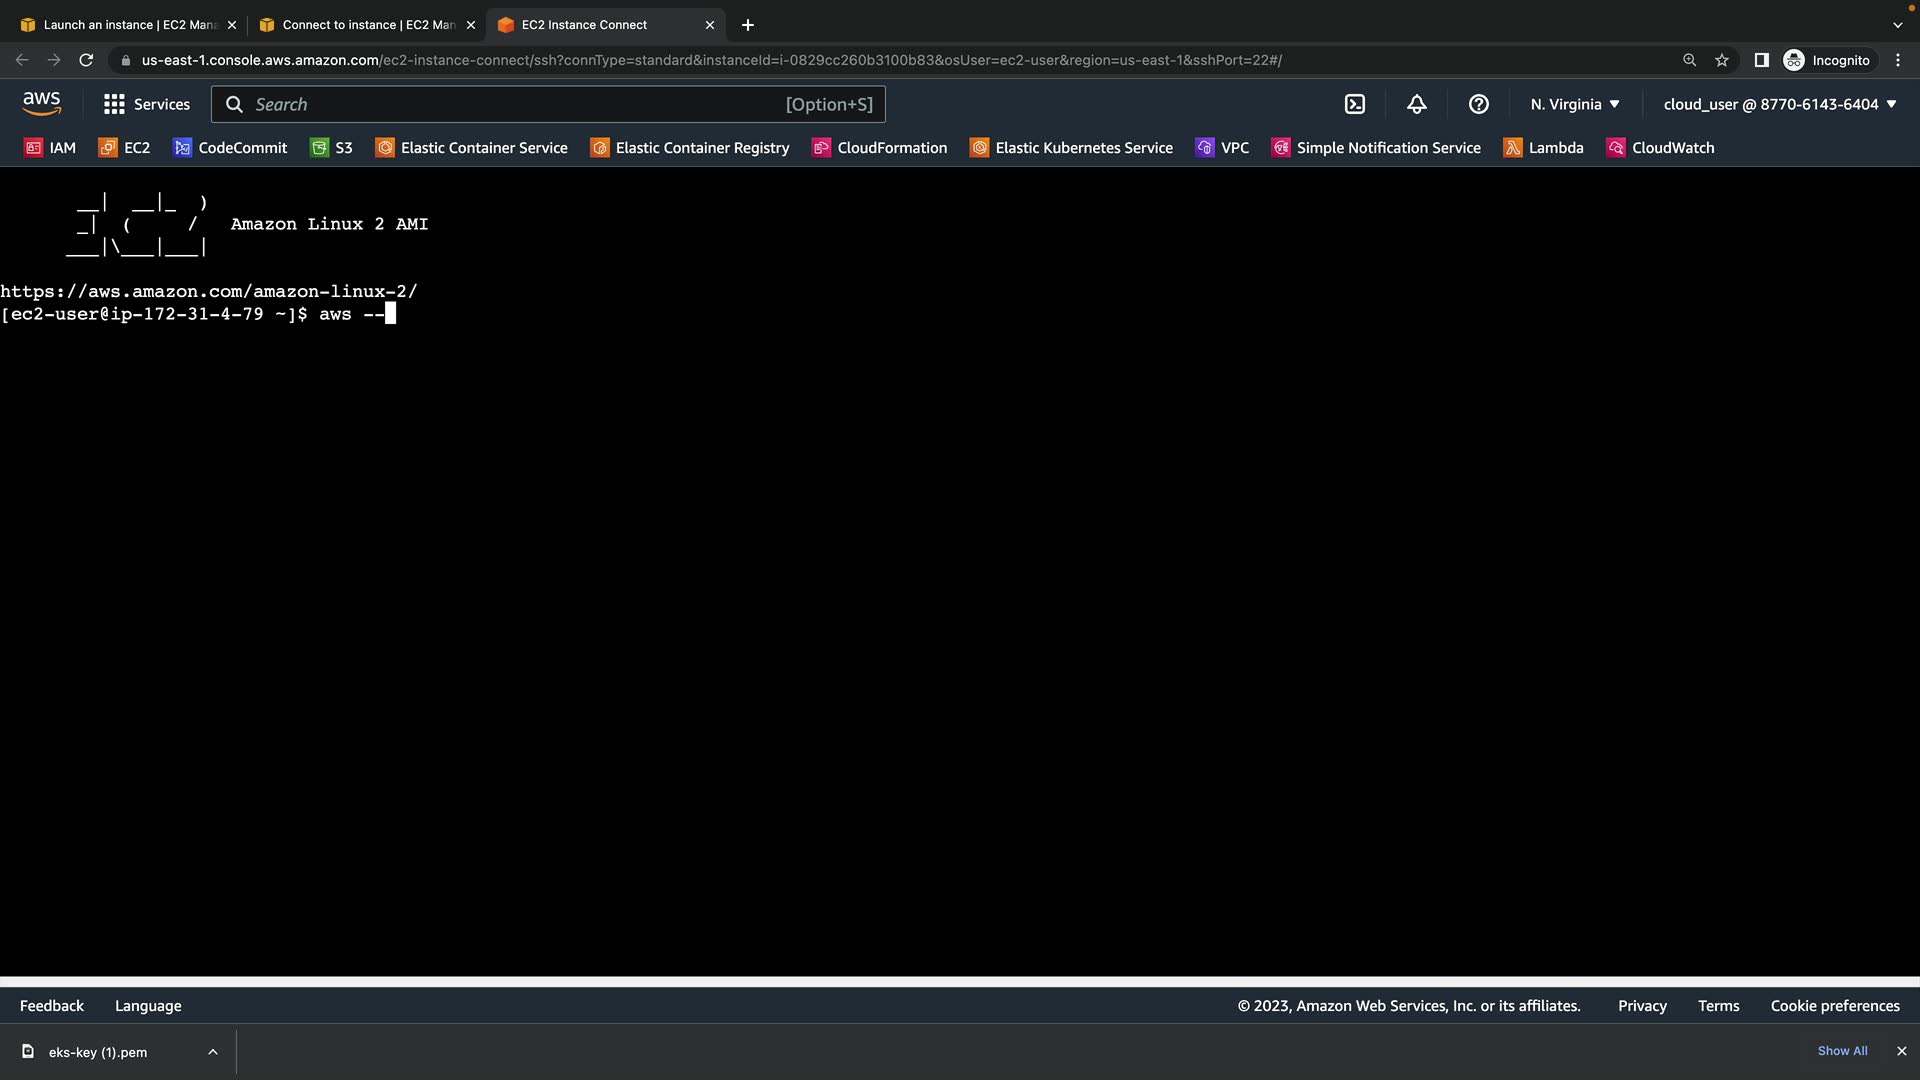 Launch an instance | EC2 Mana
Connect to instance | EC2 Man
EC2 Instance Connect
us-east-1.console.aws.amazon.com/ec2-instance-connect/ssh?connType=standard&instanceId=i-0829cc260b3100b83&osUser=ec2-user&region=us-east-1&sshPort=22#/
Incognito
aws
Services
Search
[Option+S]
N. Virginia
cloud_user @ 8770-6143-6404
IAM
EC2
CodeCommit
S3
Elastic Container Service
Elastic Container Registry
CloudFormation
Elastic Kubernetes Service
VPC
Simple Notification Service
Lambda
CloudWatch
__| __|_ )
_| ( / Amazon Linux 2 AMI
___|\___|___|
https://aws.amazon.com/amazon-linux-2/
[ec2-user@ip-172-31-4-79 ~]$ aws --
Feedback
Language
© 2023, Amazon Web Services, Inc. or its affiliates.
Privacy
Terms
Cookie preferences
eks-key (1).pem
Show All